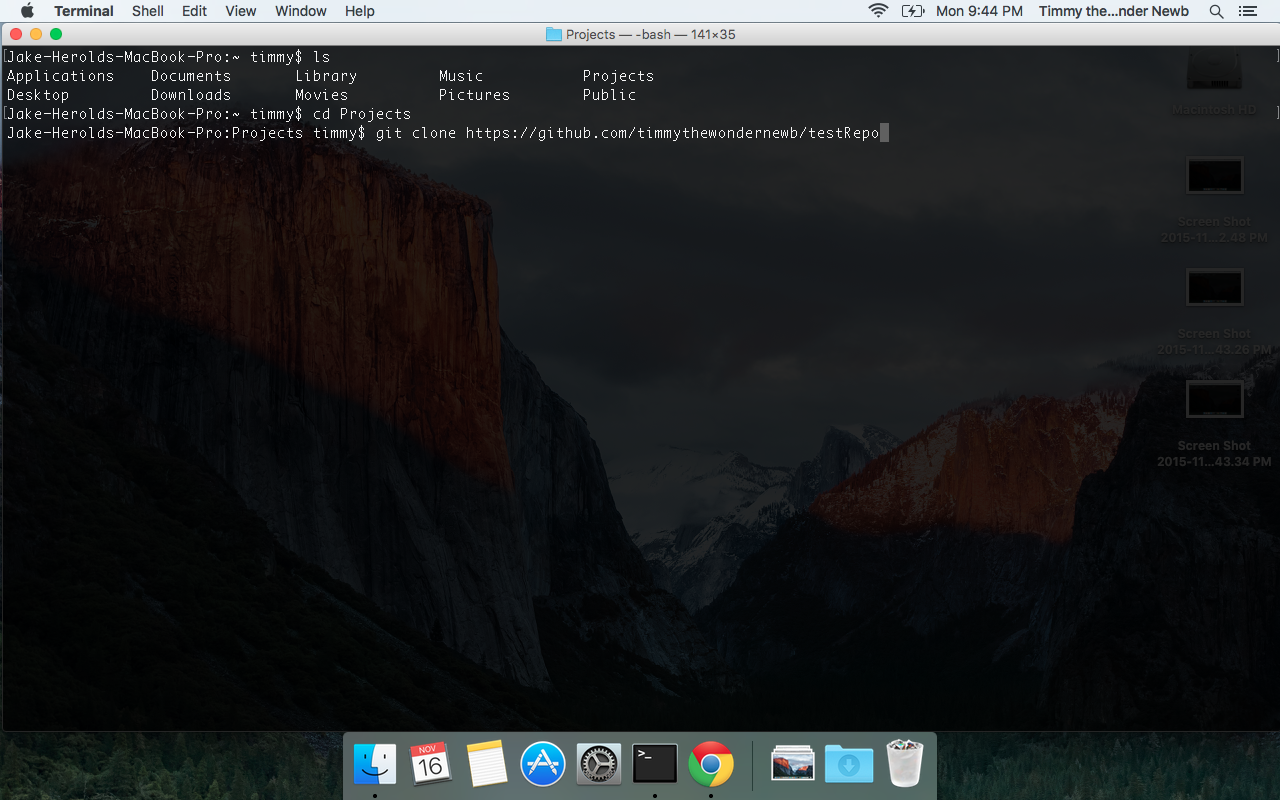 Terminal Shell Edit View Window Help Mon 9:44 PM Timmy the...nder Newb
Projects — -bash — 141×35
[Jake-Herolds-MacBook-Pro:~ timmy$ ls ]
Applications Documents Library Music Projects
Desktop Downloads Movies Pictures Public
[Jake-Herolds-MacBook-Pro:~ timmy$ cd Projects ]
Jake-Herolds-MacBook-Pro:Projects timmy$ git clone https://github.com/timmythewondernewb/testRepo
Macintosh HD
Screen Shot
2015-11...2.48 PM
Screen Shot
2015-11...43.26 PM
Screen Shot
2015-11...43.34 PM
NOV
16
>_